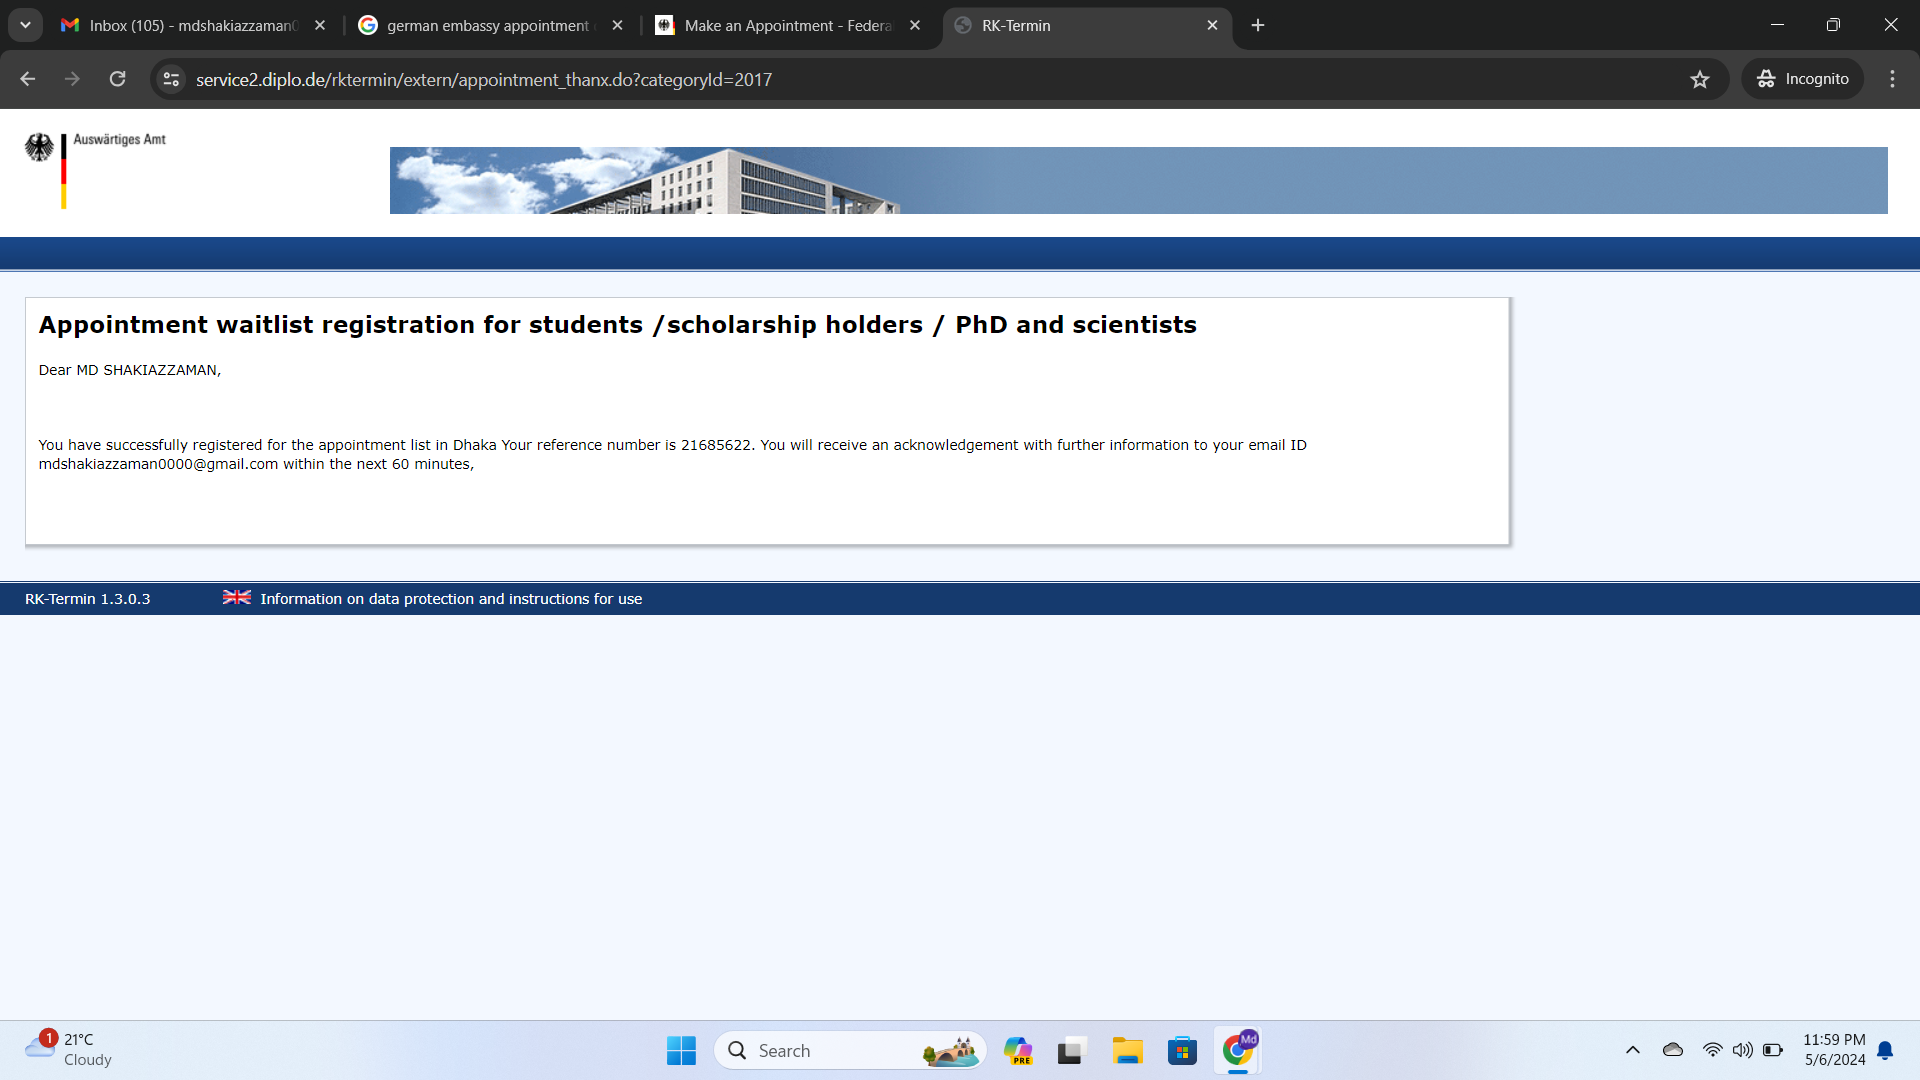 Inbox (105) - mdshakiazzaman0
german embassy appointment
Make an Appointment - Federa
RK-Termin
service2.diplo.de/rktermin/extern/appointment_thanx.do?categoryId=2017
Incognito
Auswärtiges Amt
Appointment waitlist registration for students /scholarship holders / PhD and scientists
Dear MD SHAKIAZZAMAN,
You have successfully registered for the appointment list in Dhaka Your reference number is 21685622. You will receive an acknowledgement with further information to your email ID
mdshakiazzaman0000@gmail.com within the next 60 minutes,
RK-Termin 1.3.0.3
Information on data protection and instructions for use
1
21°C
Cloudy
Search
PRE
Md
11:59 PM
5/6/2024